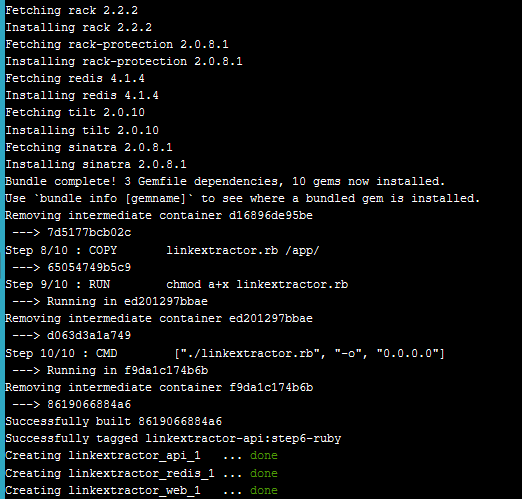 Fetching rack 2.2.2
Installing rack 2.2.2
Fetching rack-protection 2.0.8.1
Installing rack-protection 2.0.8.1
Fetching redis 4.1.4
Installing redis 4.1.4
Fetching tilt 2.0.10
Installing tilt 2.0.10
Fetching sinatra 2.0.8.1
Installing sinatra 2.0.8.1
Bundle complete! 3 Gemfile dependencies, 10 gems now installed.
Use `bundle info [gemname]` to see where a bundled gem is installed.
Removing intermediate container d16896de95be
 ---> 7d5177bcb02c
Step 8/10 : COPY       linkextractor.rb /app/
 ---> 65054749b5c9
Step 9/10 : RUN        chmod a+x linkextractor.rb
 ---> Running in ed201297bbae
Removing intermediate container ed201297bbae
 ---> d063d3a1a749
Step 10/10 : CMD        ["./linkextractor.rb", "-o", "0.0.0.0"]
 ---> Running in f9da1c174b6b
Removing intermediate container f9da1c174b6b
 ---> 8619066884a6
Successfully built 8619066884a6
Successfully tagged linkextractor-api:step6-ruby
Creating linkextractor_api_1   ... done
Creating linkextractor_redis_1 ... done
Creating linkextractor_web_1   ... done